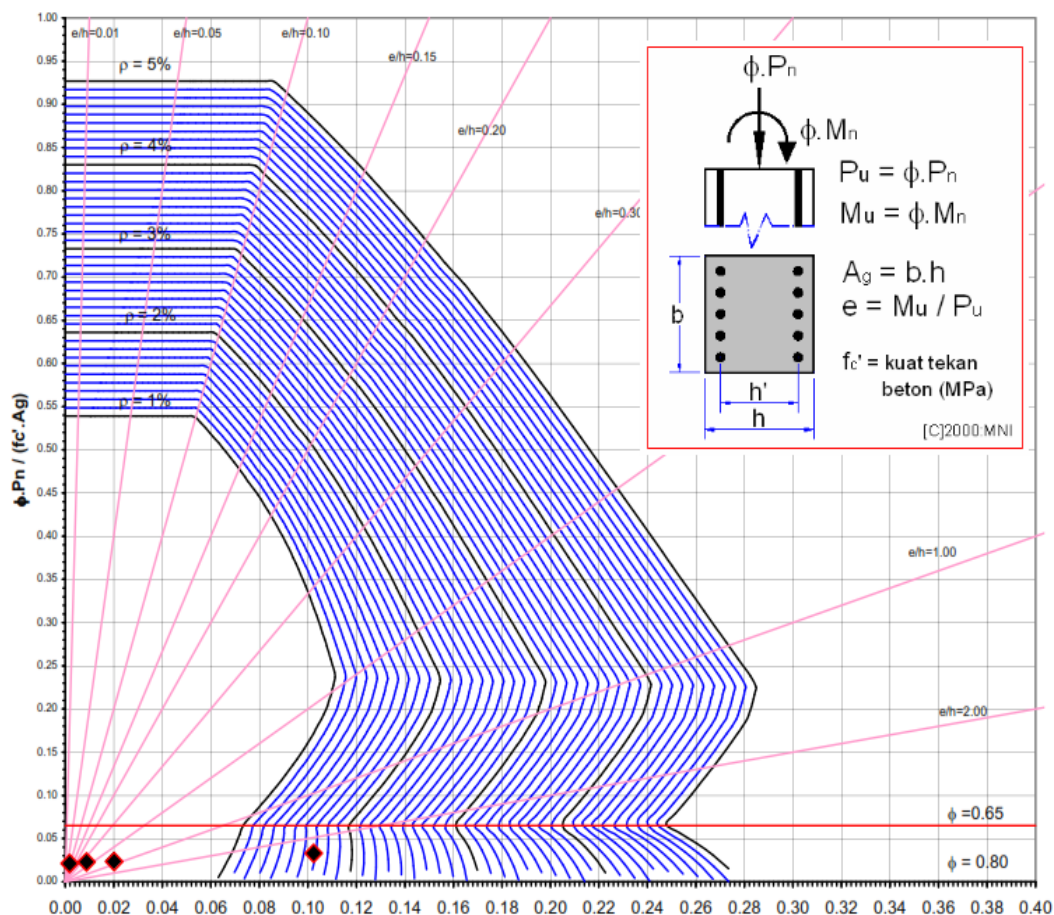 1.00
0.95
0.90
0.85
0.80
0.75
0.70
0.65
0.60
0.55
0.50
0.45
0.40
0.35
0.30
0.25
0.20
0.15
0.10
0.05
0.00
ϕ.Pn / (fc'.Ag)
e/h=0.01
e/h=0.05
e/h=0.10
e/h=0.15
e/h=0.20
e/h=0.30
e/h=1.00
e/h=2.00
ρ = 5%
ρ = 4%
ρ = 3%
ρ = 2%
ρ = 1%
ϕ.Pn
ϕ.Mn
Pu = ϕ.Pn
Mu = ϕ.Mn
Ag = b.h
e = Mu / Pu
b
h'
h
fc' = kuat tekan
beton (MPa)
[C]2000:MNI
ϕ =0.65
ϕ = 0.80
0.00 0.02 0.04 0.06 0.08 0.10 0.12 0.14 0.16 0.18 0.20 0.22 0.24 0.26 0.28 0.30 0.32 0.34 0.36 0.38 0.40